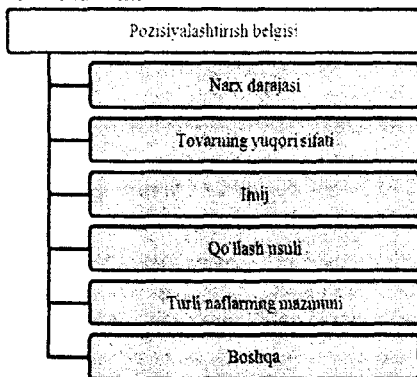 Pozisiyalashtirish belgisi
Narx darajasi
Tovarning yuqori sifati
Imij
Qo'llash usuli
Turli naflarning mazmuni
Boshqa